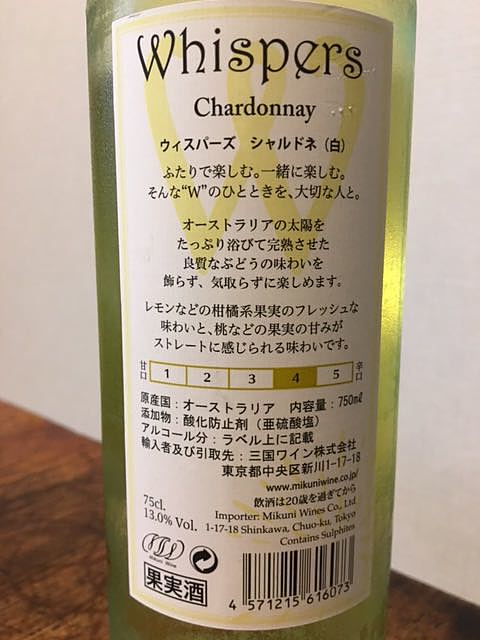 Whispers
Chardonnay
ウィスパーズ シャルドネ (白)
ふたりで楽しむ。一緒に楽しむ。
そんな“W”のひとときを、大切な人と。
オーストラリアの太陽を
たっぷり浴びて完熟させた
良質なぶどうの味わいを
飾らず、気取らずに楽しめます。
レモンなどの柑橘系果実のフレッシュな
味わいと、桃などの果実の甘みが
ストレートに感じられる味わいです。
甘口 1 2 3 4 5 辛口
原産国:オーストラリア 内容量:750mℓ
添加物:酸化防止剤(亜硫酸塩)
アルコール分:ラベル上に記載
輸入者及び引取先:三国ワイン株式会社
東京都中央区新川1-17-18
www.mikuniwine.co.jp/
飲酒は20歳を過ぎてから。
75cl. Importer: Mikuni Wines Co., Ltd.
13.0% Vol. 1-17-18 Shinkawa, Chuo-ku, Tokyo
Contains Sulphites
Mikuni Wine
果実酒
4 571215 616073